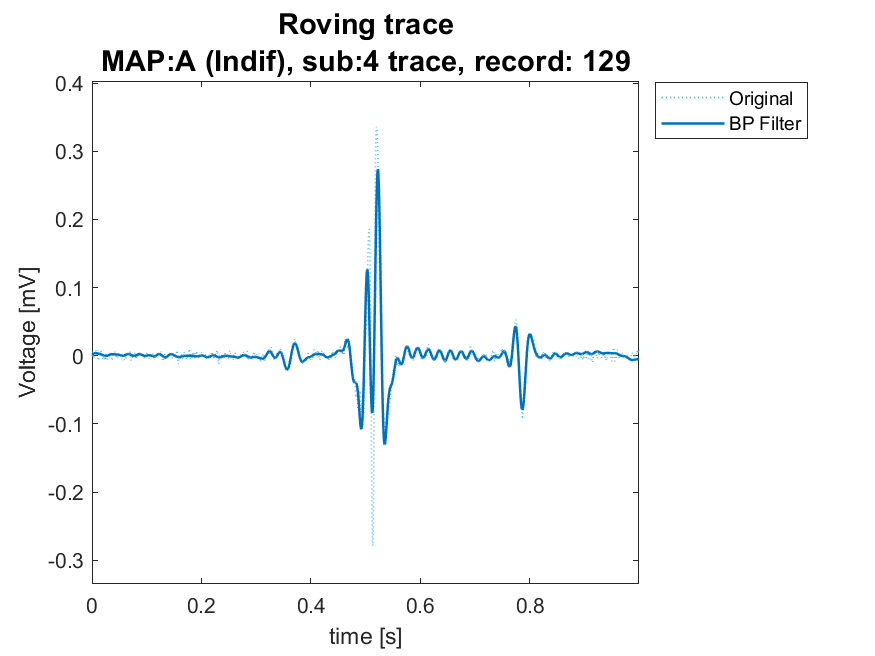 Roving trace
MAP:A (Indif), sub:4 trace, record: 129
Original
BP Filter
0.4
0.3
0.2
0.1
0
-0.1
-0.2
-0.3
Voltage [mV]
0
0.2
0.4
0.6
0.8
time [s]